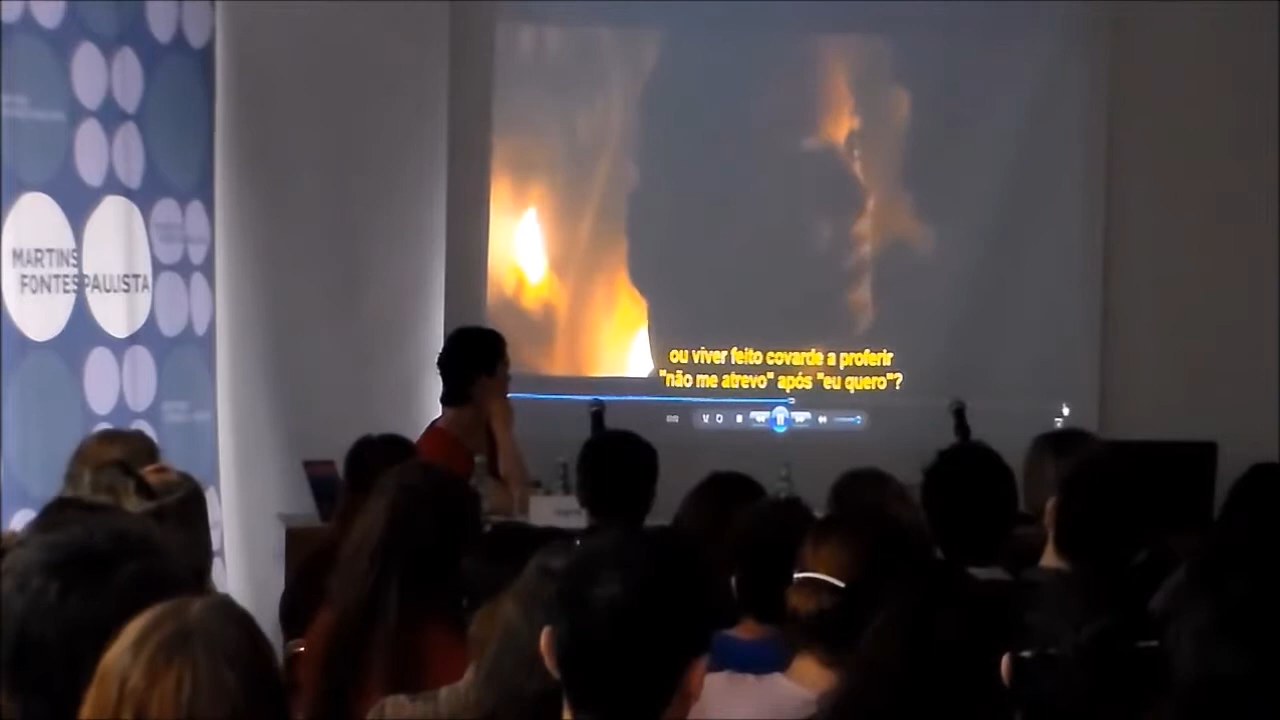 MARTINS
FONTES PAULISTA
ou viver feito covarde a proferir
"não me atrevo" após "eu quero"?